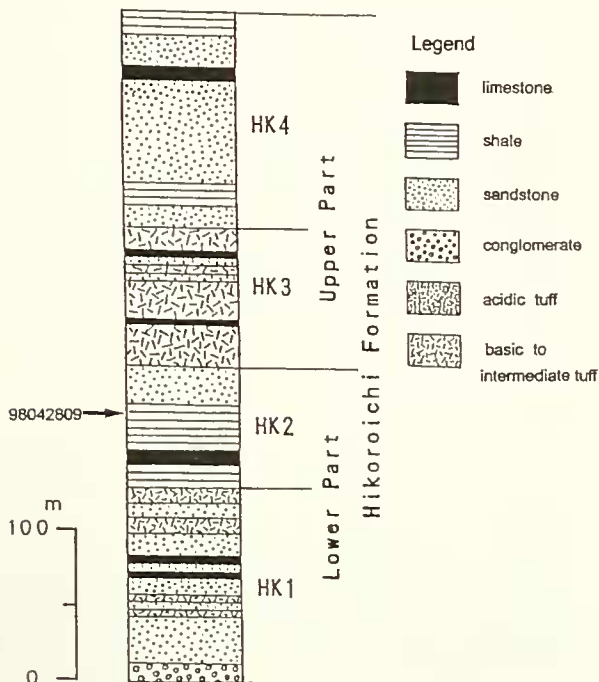 Legend
limestone
shale
sandstone
conglomerate
acidic tuff
basic to
intermediate tuff
HK4
HK3
HK2
HK1
Upper Part
Lower Part
Hikoroichi Formation
98042809
m
100
0